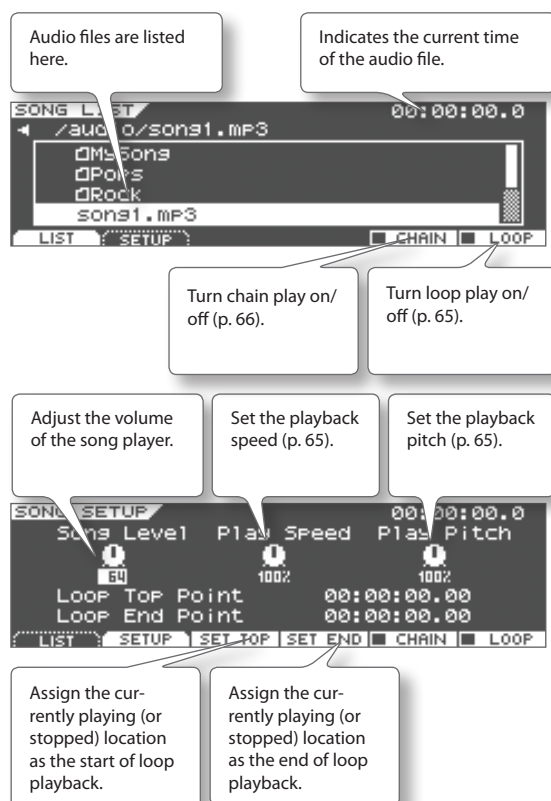 Audio files are listed
here.
Indicates the current time
of the audio file.
SONG LIST
00:00:00.0
/audio/song1.mp3
MySong
Pops
Rock
song1.mp3
LIST
SETUP
CHAIN
LOOP
Turn chain play on/
off (p. 66).
Turn loop play on/
off (p. 65).
Adjust the volume
of the song player.
Set the playback
speed (p. 65).
Set the playback
pitch (p. 65).
SONG SETUP
00:00:00.0
Song Level
Play Speed
Play Pitch
64
100%
100%
Loop Top Point
00:00:00.00
Loop End Point
00:00:00.00
LIST
SETUP
SET TOP
SET END
CHAIN
LOOP
Assign the cur-
rently playing (or
stopped) location
as the start of loop
playback.
Assign the cur-
rently playing (or
stopped) location
as the end of loop
playback.